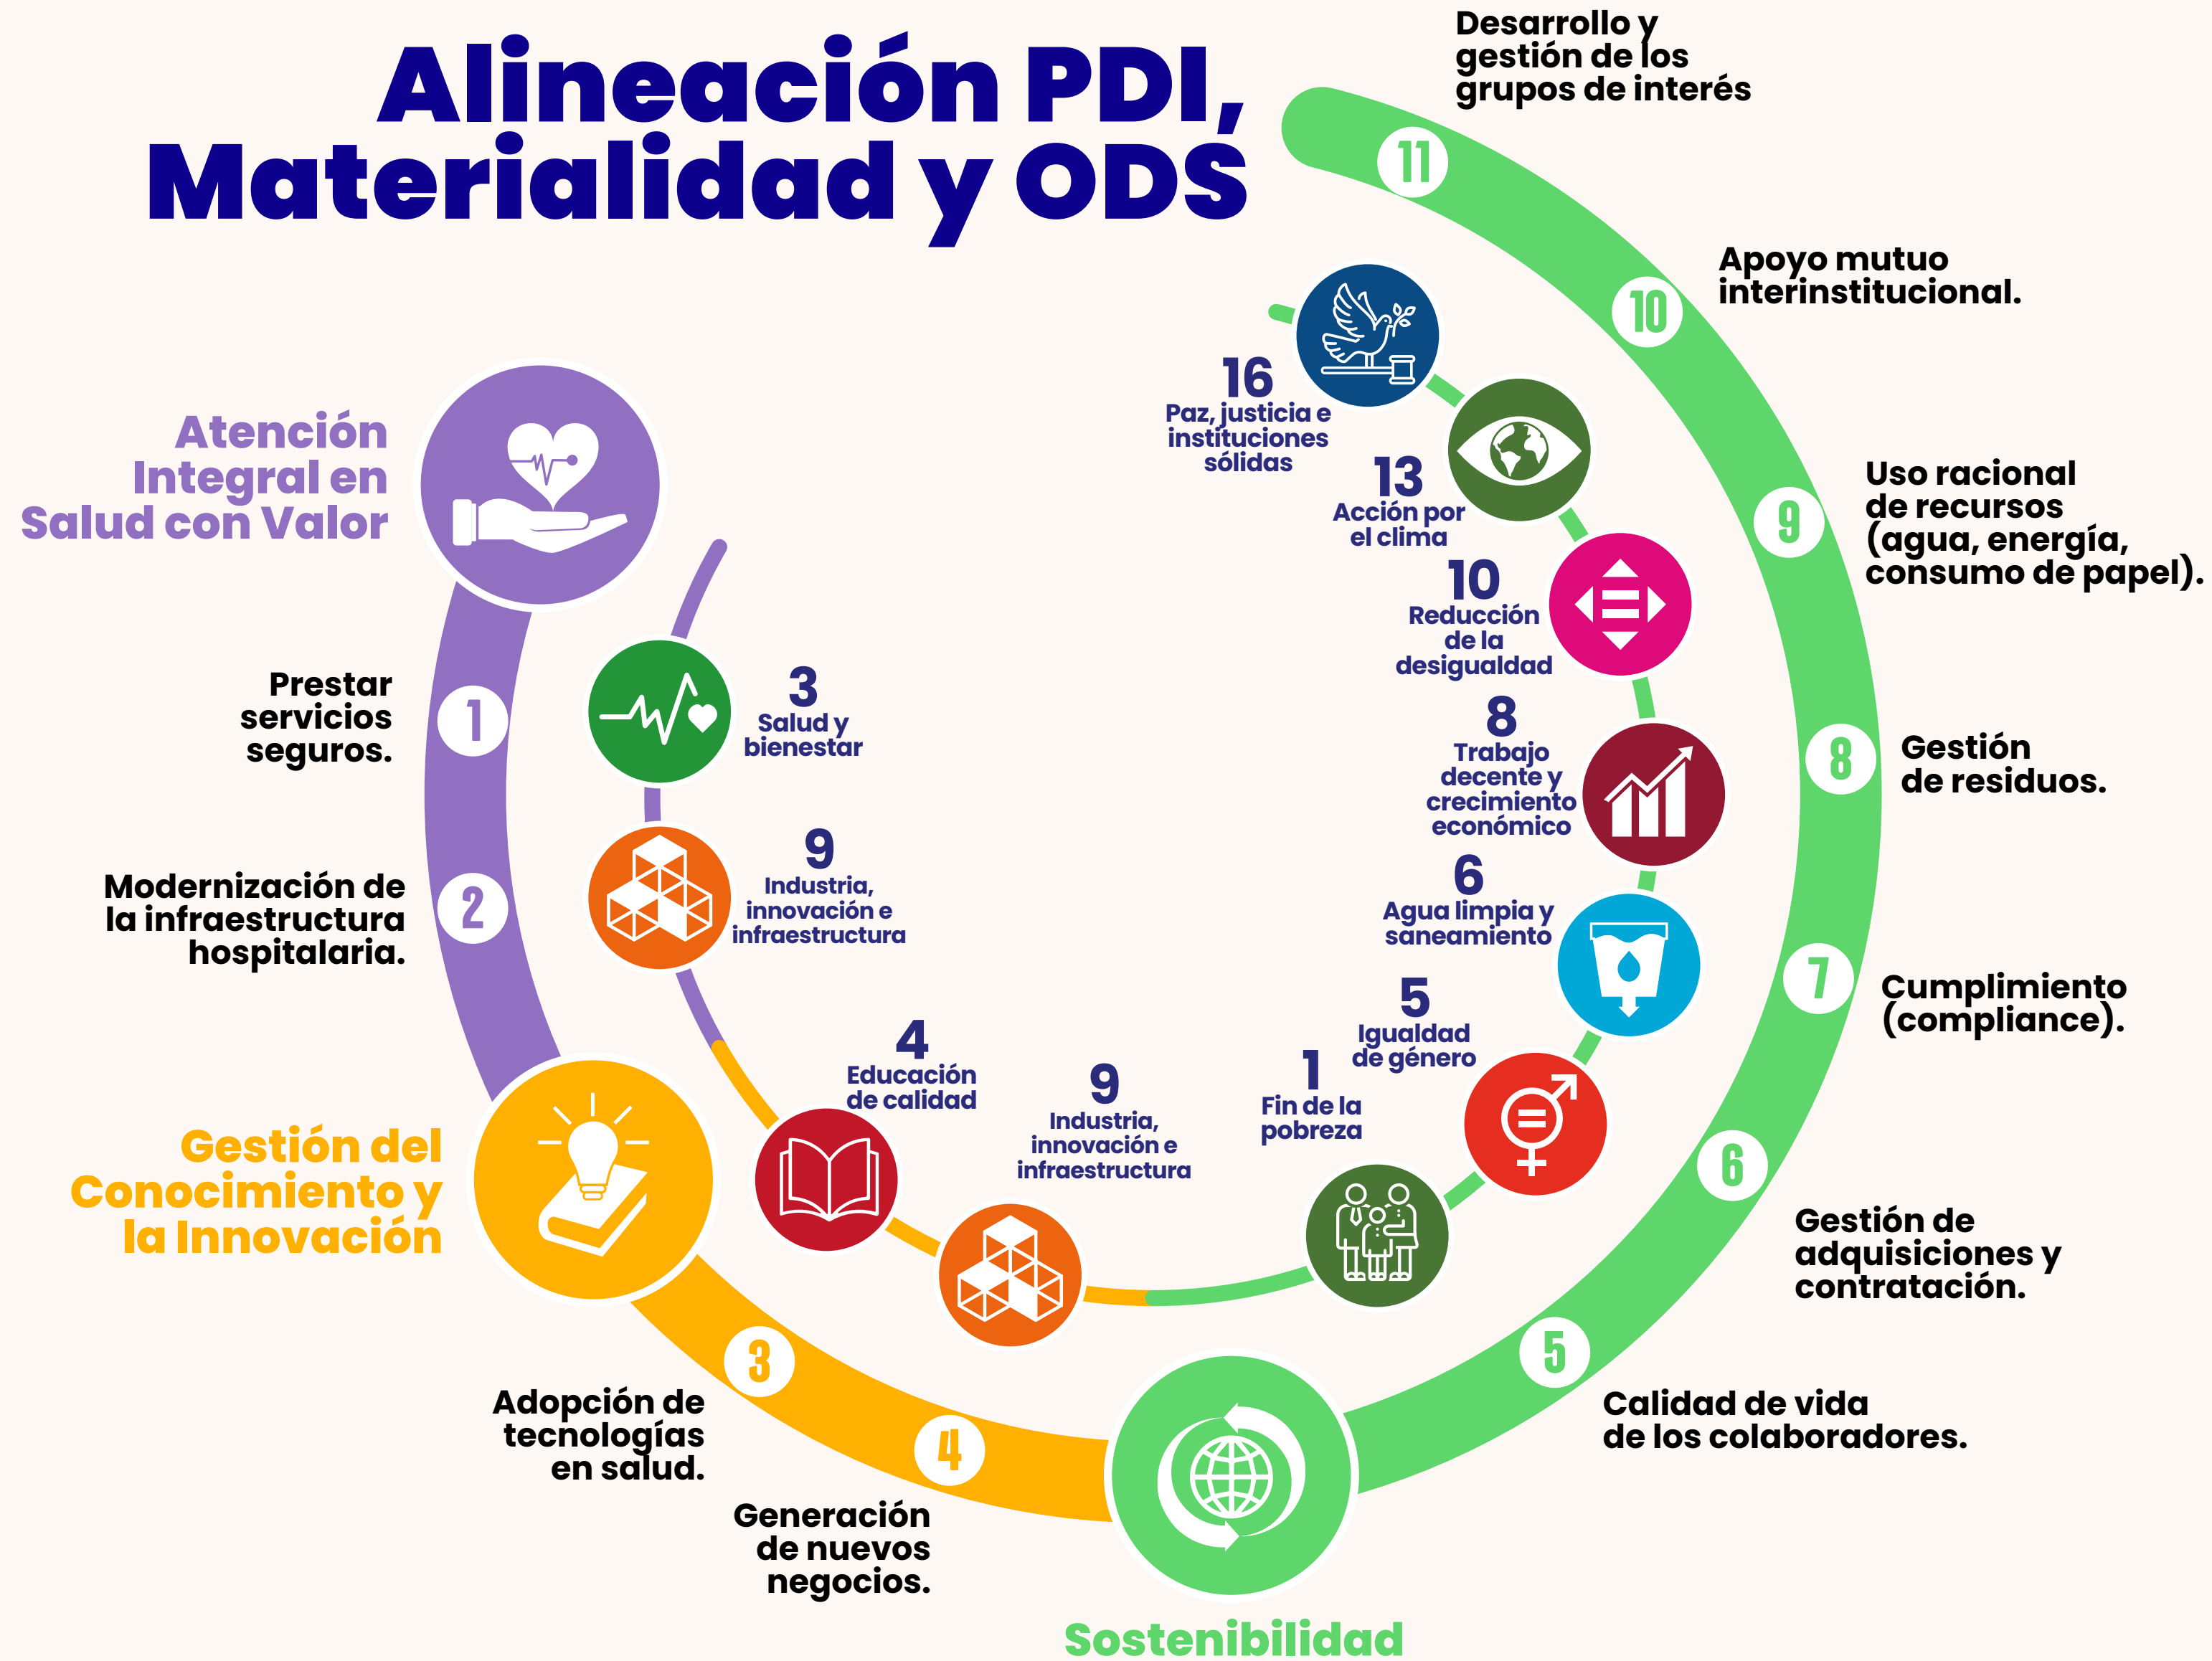 Alineación PDI,
Materialidad y ODS
Atención
Integral en
Salud con Valor
1
Prestar
servicios
seguros.
2
Modernización de
la infraestructura
hospitalaria.
3
Salud y
bienestar
9
Industria,
innovación e
infraestructura
Gestión del
Conocimiento y
la Innovación
3
Adopción de
tecnologías
en salud.
4
Generación
de nuevos
negocios.
4
Educación
de calidad
9
Industria,
innovación e
infraestructura
Sostenibilidad
5
Calidad de vida
de los colaboradores.
6
Gestión de
adquisiciones y
contratación.
7
Cumplimiento
(compliance).
8
Gestión
de residuos.
9
Uso racional
de recursos
(agua, energía,
consumo de papel).
10
Apoyo mutuo
interinstitucional.
11
Desarrollo y
gestión de los
grupos de interés
1
Fin de la
pobreza
5
Igualdad
de género
6
Agua limpia y
saneamiento
8
Trabajo
decente y
crecimiento
económico
10
Reducción
de la
desigualdad
13
Acción por
el clima
16
Paz, justicia e
instituciones
sólidas